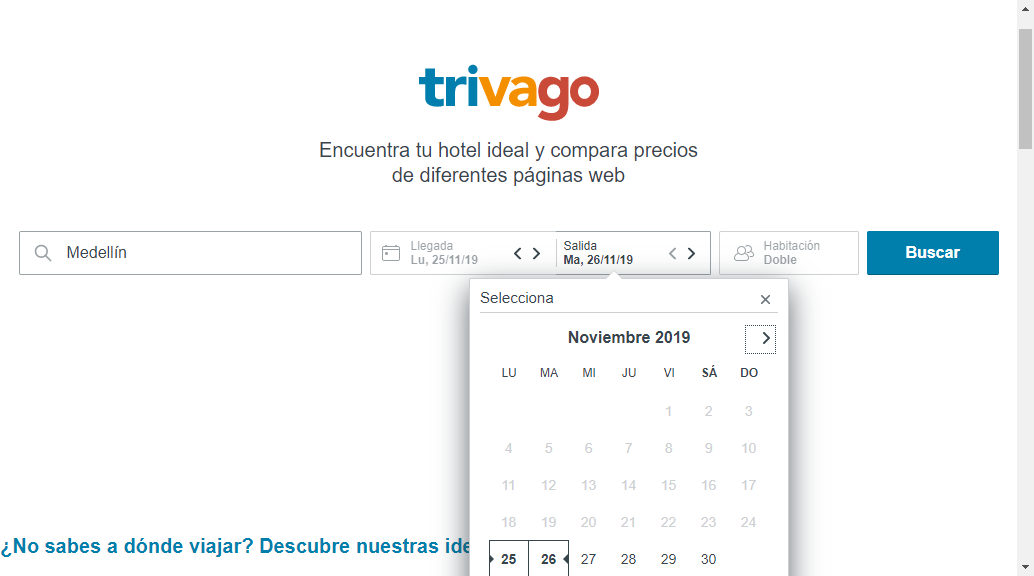 trivago
Encuentra tu hotel ideal y compara precios
de diferentes páginas web
Medellín
Llegada
Lu, 25/11/19
Salida
Ma, 26/11/19
Habitación
Doble
Buscar
Selecciona
Noviembre 2019
LU MA MI JU VI SÁ DO
1 2 3
4 5 6 7 8 9 10
11 12 13 14 15 16 17
18 19 20 21 22 23 24
¿No sabes a dónde viajar? Descubre nuestras ide
25 26 27 28 29 30